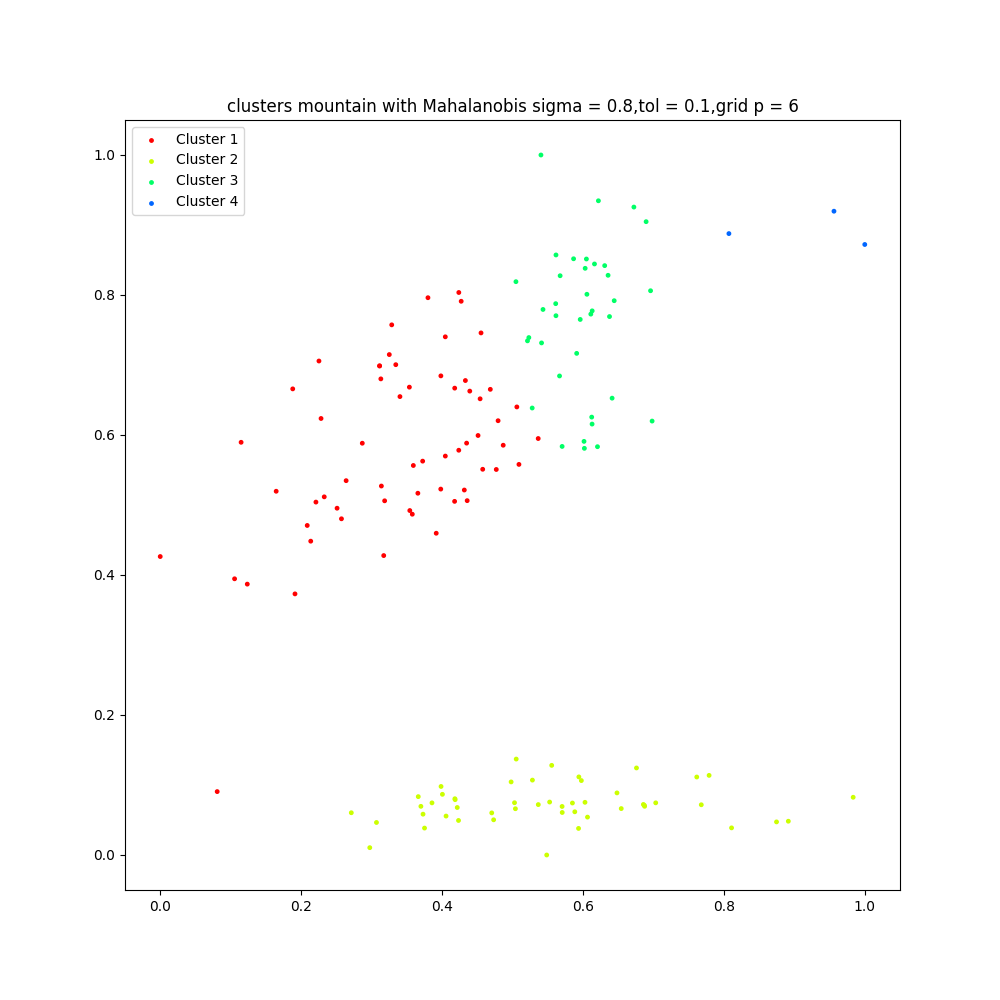 clusters mountain with Mahalanobis sigma = 0.8,tol = 0.1,grid p = 6
Cluster 1
Cluster 2
Cluster 3
Cluster 4
1.0
0.8
0.6
0.4
0.2
0.0
0.0 0.2 0.4 0.6 0.8 1.0